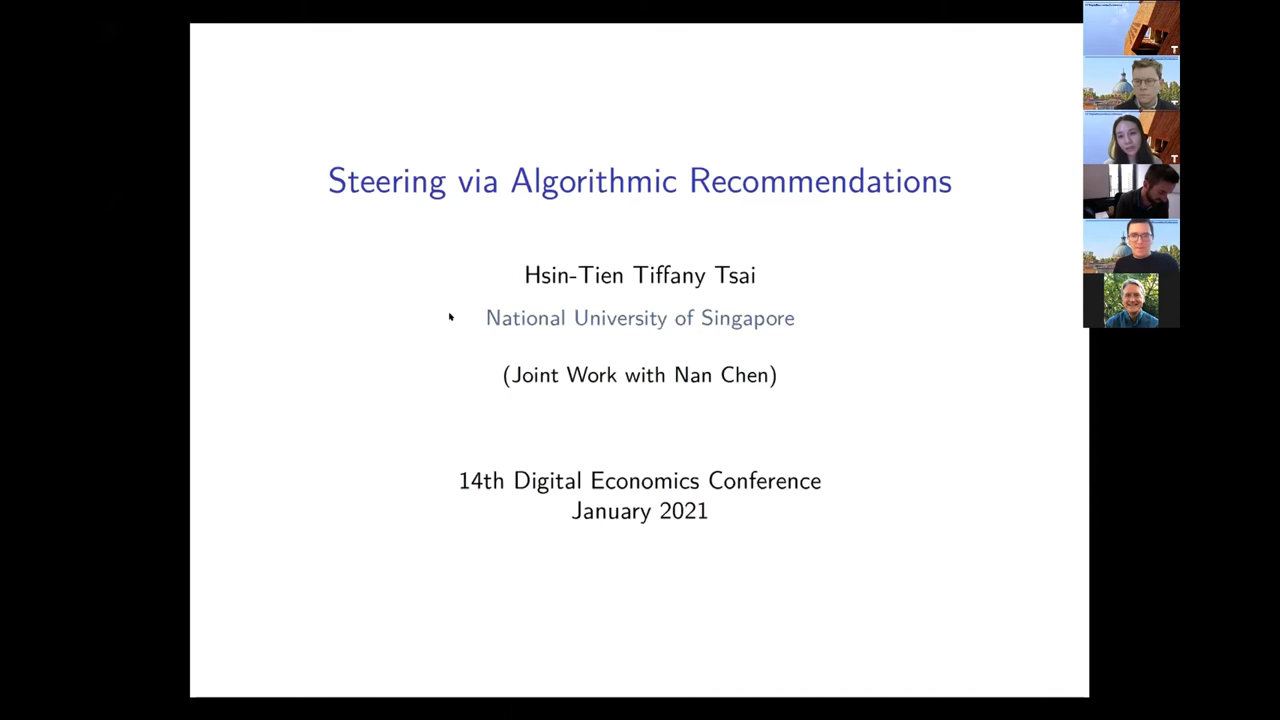 Steering via Algorithmic Recommendations
Hsin-Tien Tiffany Tsai
National University of Singapore
(Joint Work with Nan Chen)
14th Digital Economics Conference
January 2021